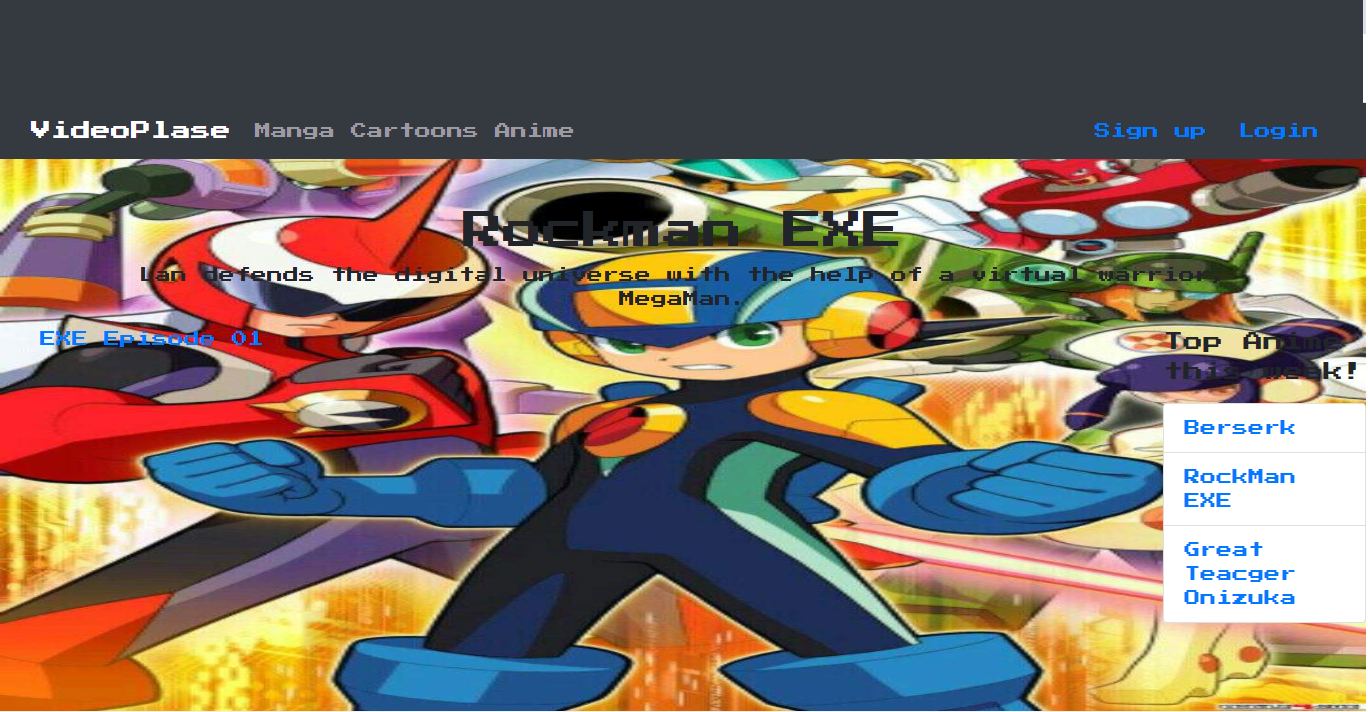 VideoPlase Manga Cartoons Anime Sign up Login
Rockman EXE
Lan defends the digital universe with the help of a virtual warrior
MegaMan.
EXE Episode 01
Top Anime
this week!
Berserk
RockMan
EXE
Great
Teacger
Onizuka